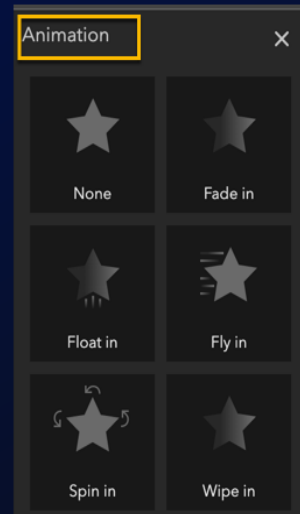 Animation
None
Fade in
Float in
Fly in
Spin in
Wipe in